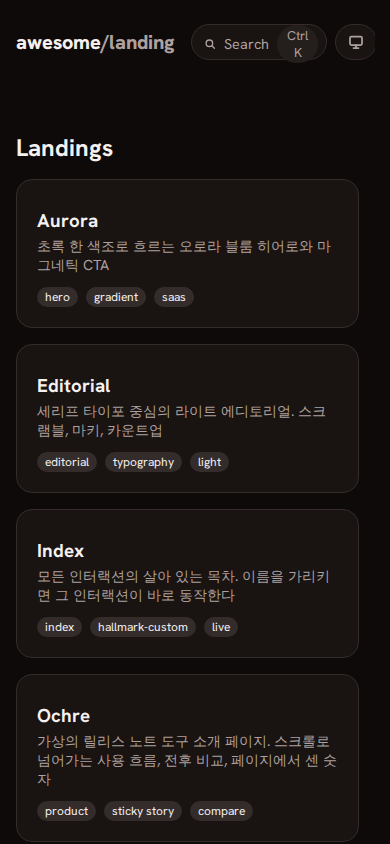 awesome/landing
Search
Ctrl
K
Landings
Aurora
초록 한 색조로 흐르는 오로라 블룸 히어로와 마
그네틱 CTA
hero gradient saas
Editorial
세리프 타이포 중심의 라이트 에디토리얼. 스크
램블, 마키, 카운트업
editorial typography light
Index
모든 인터랙션의 살아 있는 목차. 이름을 가리키
면 그 인터랙션이 바로 동작한다
index hallmark-custom live
Ochre
가상의 릴리스 노트 도구 소개 페이지. 스크롤로
넘어가는 사용 흐름, 전후 비교, 페이지에서 센 숫
자
product sticky story compare